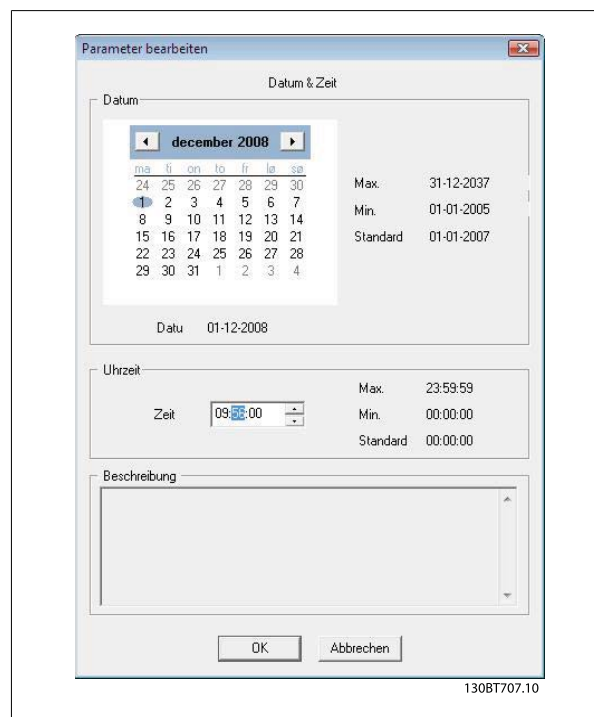 Parameter bearbeiten
Datum & Zeit
Datum
december 2008
ma ti on to fr lø sø
24 25 26 27 28 29 30
1 2 3 4 5 6 7
8 9 10 11 12 13 14
15 16 17 18 19 20 21
22 23 24 25 26 27 28
29 30 31 1 2 3 4
Max. 31-12-2037
Min. 01-01-2005
Standard 01-01-2007
Datu 01-12-2008
Uhrzeit
Zeit 09:56:00
Max. 23:59:59
Min. 00:00:00
Standard 00:00:00
Beschreibung
OK Abbrechen
130BT707.10